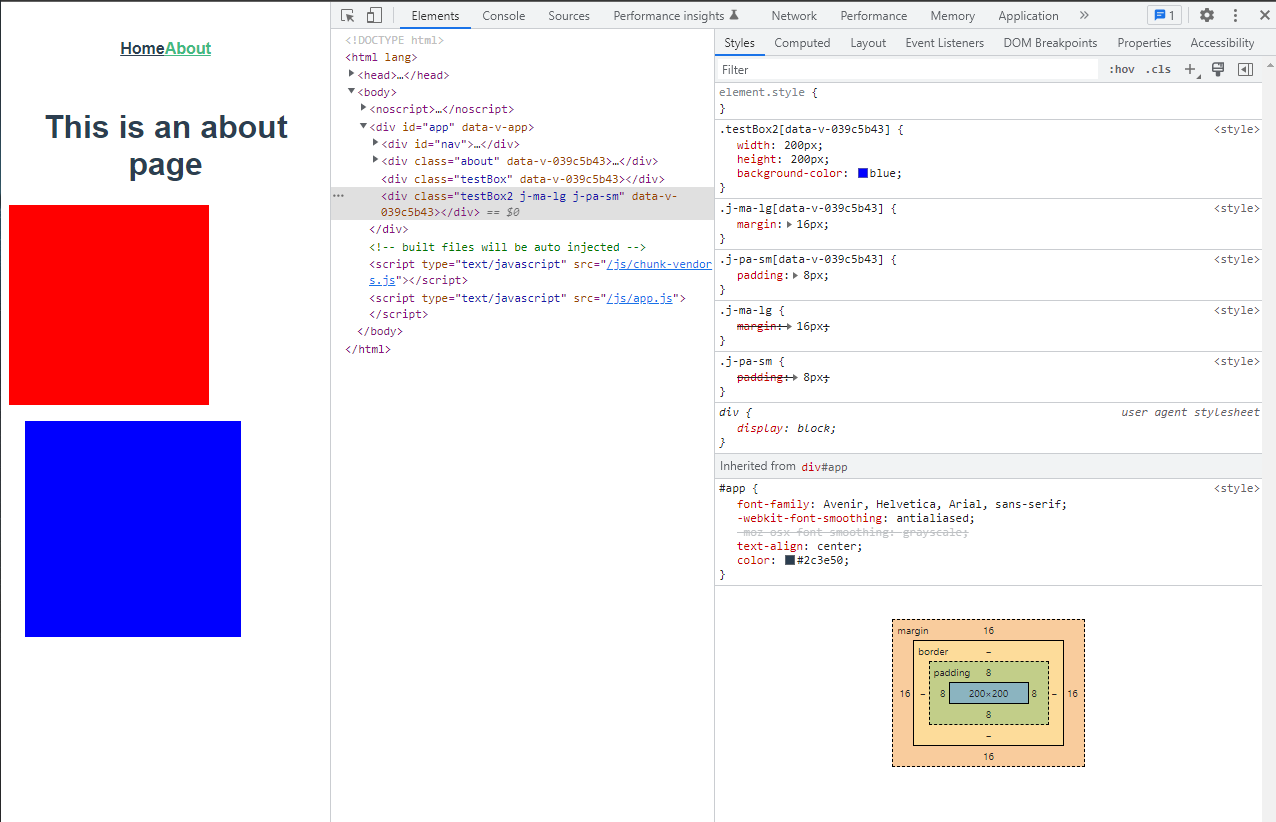 HomeAbout
This is an about
page
Elements Console Sources Performance insights Network Performance Memory Application » 1
<!DOCTYPE html>
<html lang>
<head>…</head>
<body>
<noscript>…</noscript>
<div id="app" data-v-app>
<div id="nav">…</div>
<div class="about" data-v-039c5b43>…</div>
<div class="testBox" data-v-039c5b43></div>
… <div class="testBox2 j-ma-lg j-pa-sm" data-v-
039c5b43></div> == $0
</div>
<!-- built files will be auto injected -->
<script type="text/javascript" src="/js/chunk-vendor
s.js"></script>
<script type="text/javascript" src="/js/app.js">
</script>
</body>
</html>
Styles Computed Layout Event Listeners DOM Breakpoints Properties Accessibility
Filter :hov .cls +
element.style {
}
.testBox2[data-v-039c5b43] { <style>
width: 200px;
height: 200px;
background-color: blue;
}
.j-ma-lg[data-v-039c5b43] { <style>
margin: 16px;
}
.j-pa-sm[data-v-039c5b43] { <style>
padding: 8px;
}
.j-ma-lg { <style>
margin: 16px;
}
.j-pa-sm { <style>
padding: 8px;
}
div { user agent stylesheet
display: block;
}
Inherited from div#app
#app { <style>
font-family: Avenir, Helvetica, Arial, sans-serif;
-webkit-font-smoothing: antialiased;
-moz-osx-font-smoothing: grayscale;
text-align: center;
color: #2c3e50;
}
margin 16
border –
padding 8
16 – 8 200×200 8 – 16
8
–
16